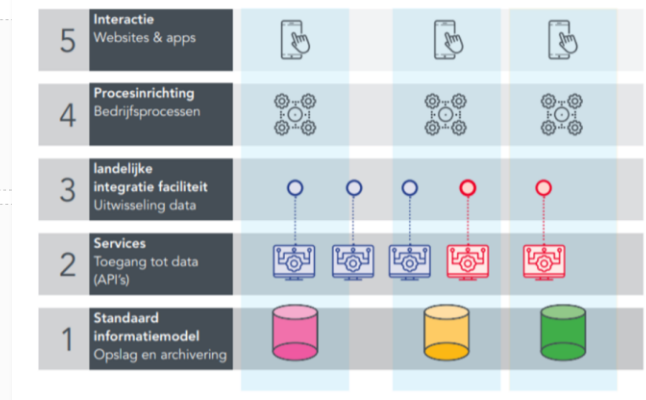 5
Interactie
Websites & apps
4
Procesinrichting
Bedrijfsprocessen
3
landelijke
integratie faciliteit
Uitwisseling data
2
Services
Toegang tot data
(API's)
1
Standaard
informatiemodel
Opslag en archivering